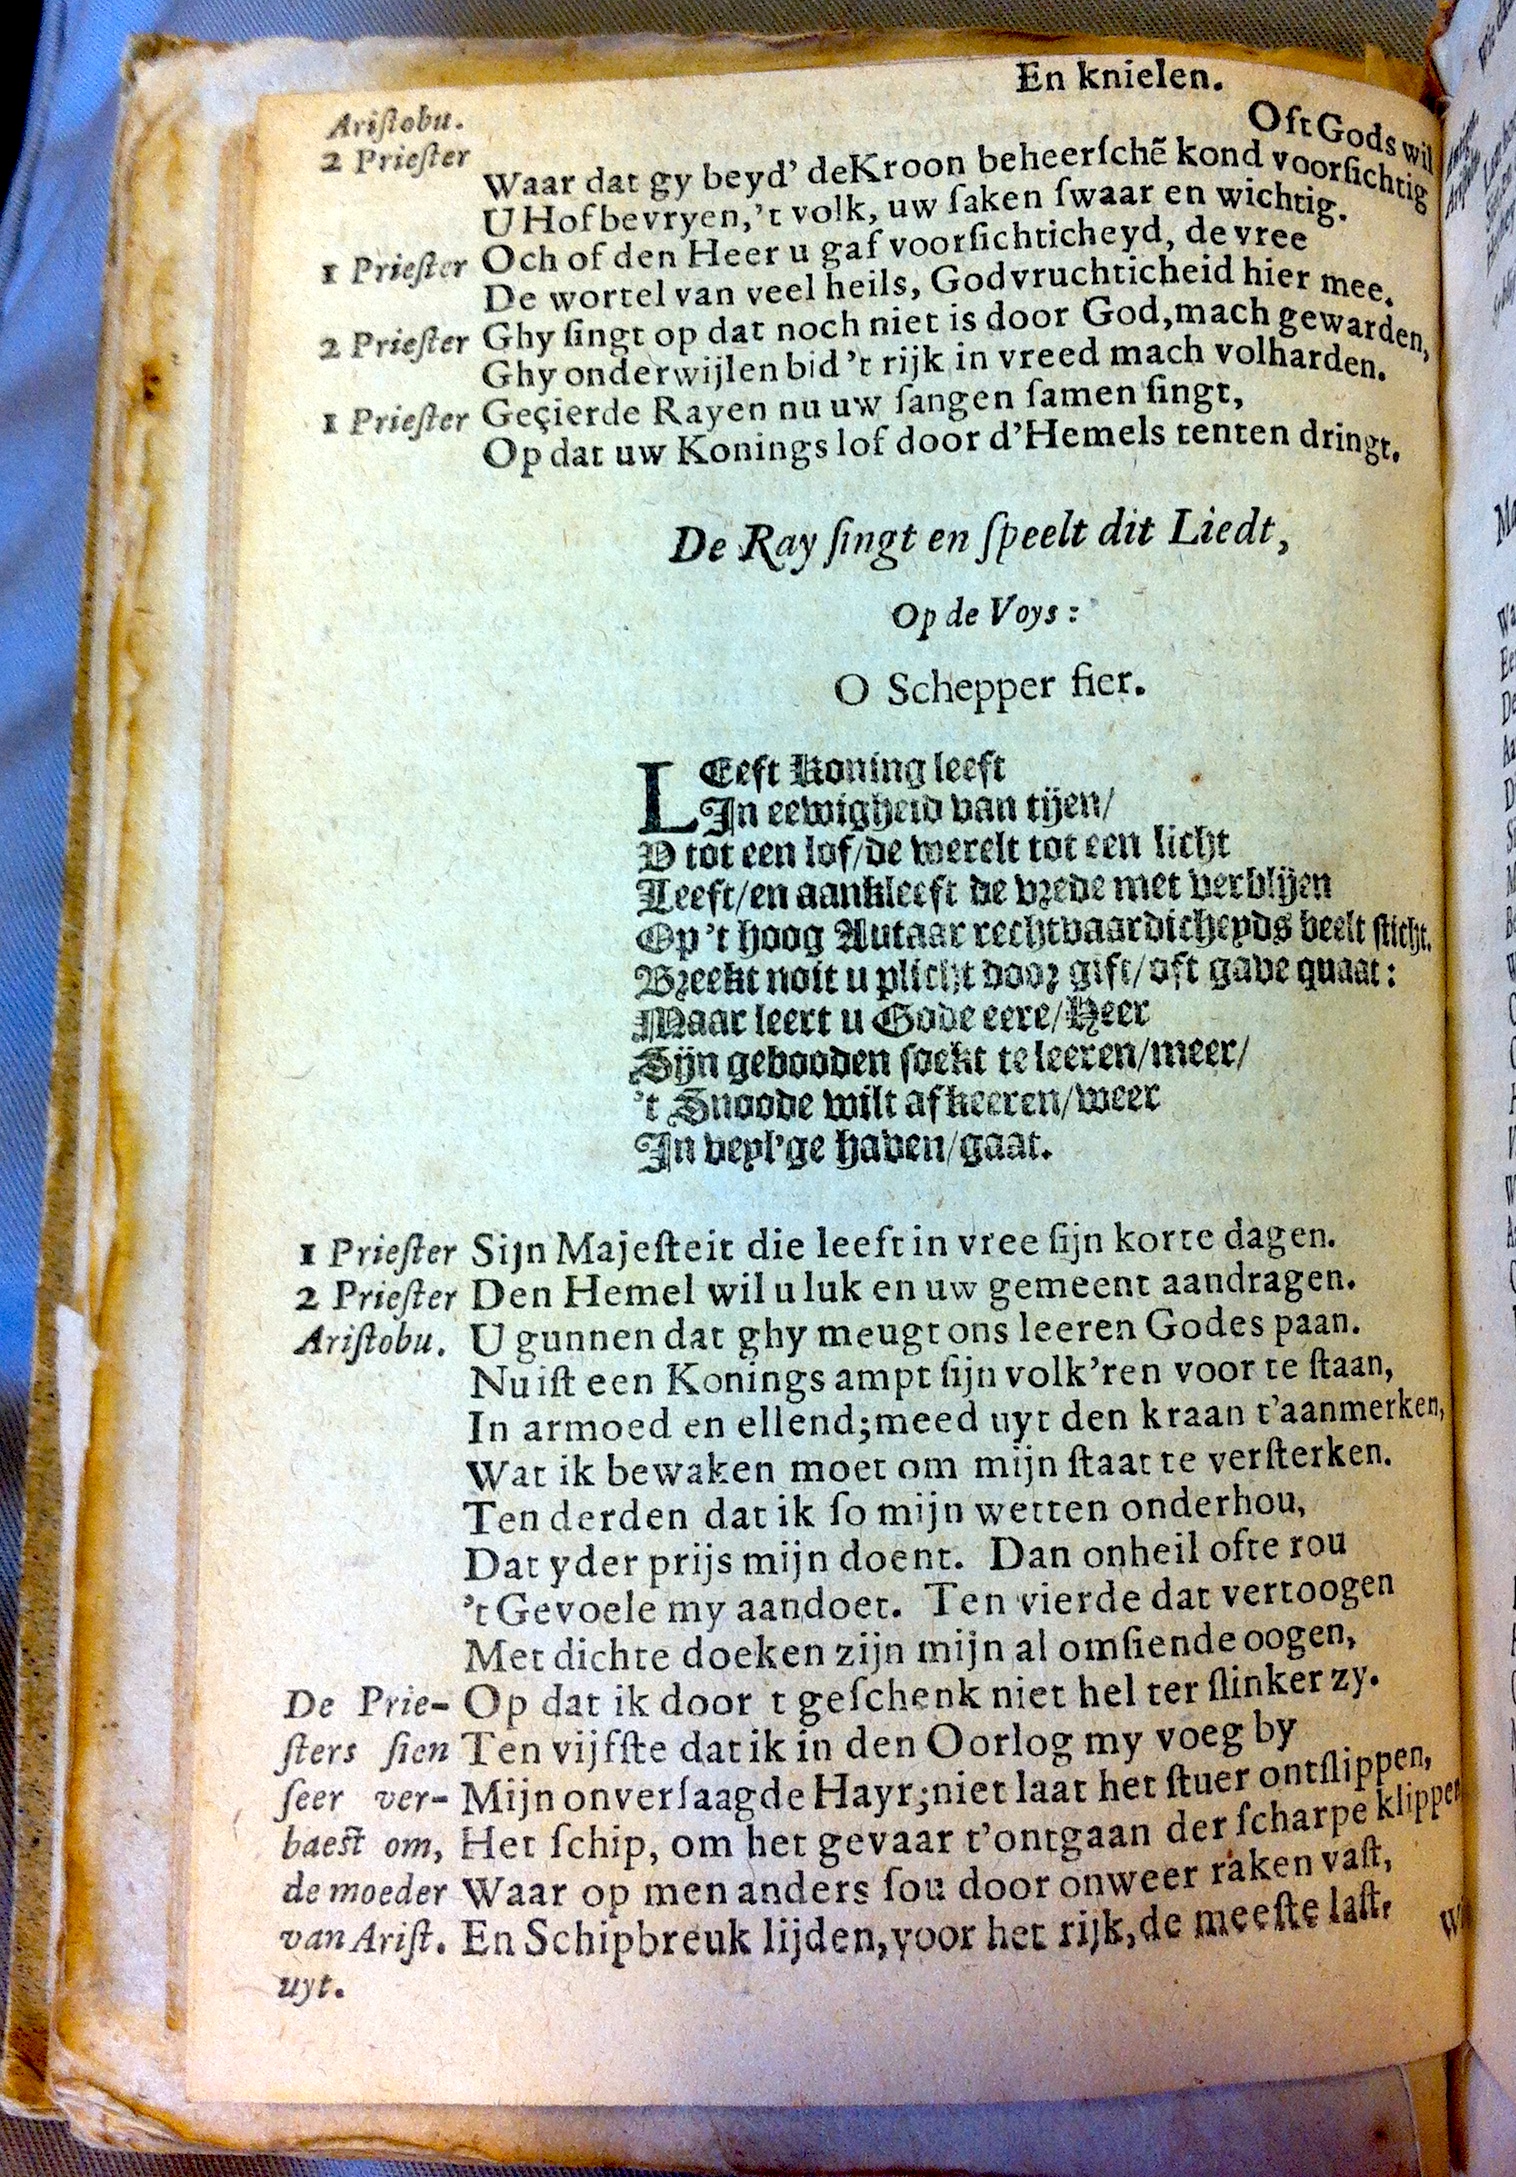 En knielen.
Ariſtobu. Oft Gods wil
2 Prieſter Waar dat gy beyd' de Kroon beheerſchẽ kond voorſichtig
U Hof bevryen, 't volk, uw ſaken ſwaar en wichtig.
1 Prieſter Och of den Heer u gaf voorſichticheyd, de vree
De wortel van veel heils, Godvruchticheid hier mee.
2 Prieſter Ghy ſingt op dat noch niet is door God, mach gewarden,
Ghy onderwijlen bid 't rijk in vreed mach volharden.
1 Prieſter Geçierde Rayen nu uw ſangen ſamen ſingt,
Op dat uw Konings lof door d'Hemels tenten dringt.
De Ray ſingt en ſpeelt dit Liedt,
Op de Voys:
O Schepper fier.
LEeft Koning leeft
In eewigheid van tijen/
V tot een lof/de werelt tot een licht
Leeft/en aankleeft de vrede met verblijen
Op 't hoog Autaar rechtvaardicheyds beelt ſticht.
Breekt noit u plicht door gift/oft gave quaat:
Maar leert u Gode eere/Heer
Sijn gebooden ſoekt te leeren/meer/
't Snoode wilt afkeeren/weer
In veyl'ge haven/gaat.
1 Prieſter Sijn Majeſteit die leeft in vree ſijn korte dagen.
2 Prieſter Den Hemel wil u luk en uw gemeent aandragen.
Ariſtobu. U gunnen dat ghy meugt ons leeren Godes paan.
Nu iſt een Konings ampt ſijn volk'ren voor te ſtaan,
In armoed en ellend; meed uyt den kraan t'aanmerken,
Wat ik bewaken moet om mijn ſtaat te verſterken.
Ten derden dat ik ſo mijn wetten onderhou,
Dat yder prijs mijn doent. Dan onheil ofte rou
't Gevoele my aandoet. Ten vierde dat vertoogen
Met dichte doeken zijn mijn al omſiende oogen,
De Prie- Op dat ik door t geſchenk niet hel ter ſlinker zy.
ſters ſien Ten vijfſte dat ik in den Oorlog my voeg by
ſeer ver- Mijn onverſaagde Hayr; niet laat het ſtuer ontſlippen,
baeſt om, Het ſchip, om het gevaar t'ontgaan der ſcharpe klippen
de moeder Waar op men anders ſou door onweer raken vaſt,
van Ariſt. En Schipbreuk lijden, voor het rijk, de meeſte laſt,
uyt.